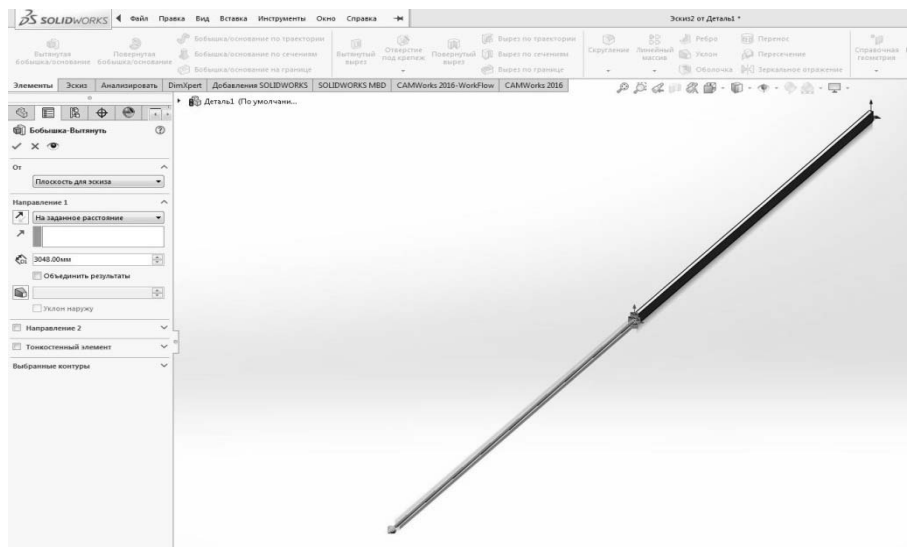 DS SOLIDWORKS Файл Правка Вид Вставка Инструменты Окно Справка Эскиз2 от Деталь1 *
Вытянутая бобышка/основание
Повернутая бобышка/основание
Бобышка/основание по траектории
Бобышка/основание по сечениям
Бобышка/основание на границе
Вытянутый вырез
Отверстие под крепеж
Повернутый вырез
Вырез по траектории
Вырез по сечениям
Вырез по границе
Скругление
Линейный массив
Ребро
Уклон
Оболочка
Перенос
Пересечение
Зеркальное отражение
Справочная геометрия
Элементы Эскиз Анализировать DimXpert Добавления SOLIDWORKS SOLIDWORKS MBD CAMWorks 2016-WorkFlow CAMWorks 2016
Деталь1 (По умолчани...
Бобышка-Вытянуть
От
Плоскость для эскиза
Направление 1
На заданное расстояние
3048.00мм
Объединить результаты
Уклон наружу
Направление 2
Тонкостенный элемент
Выбранные контуры